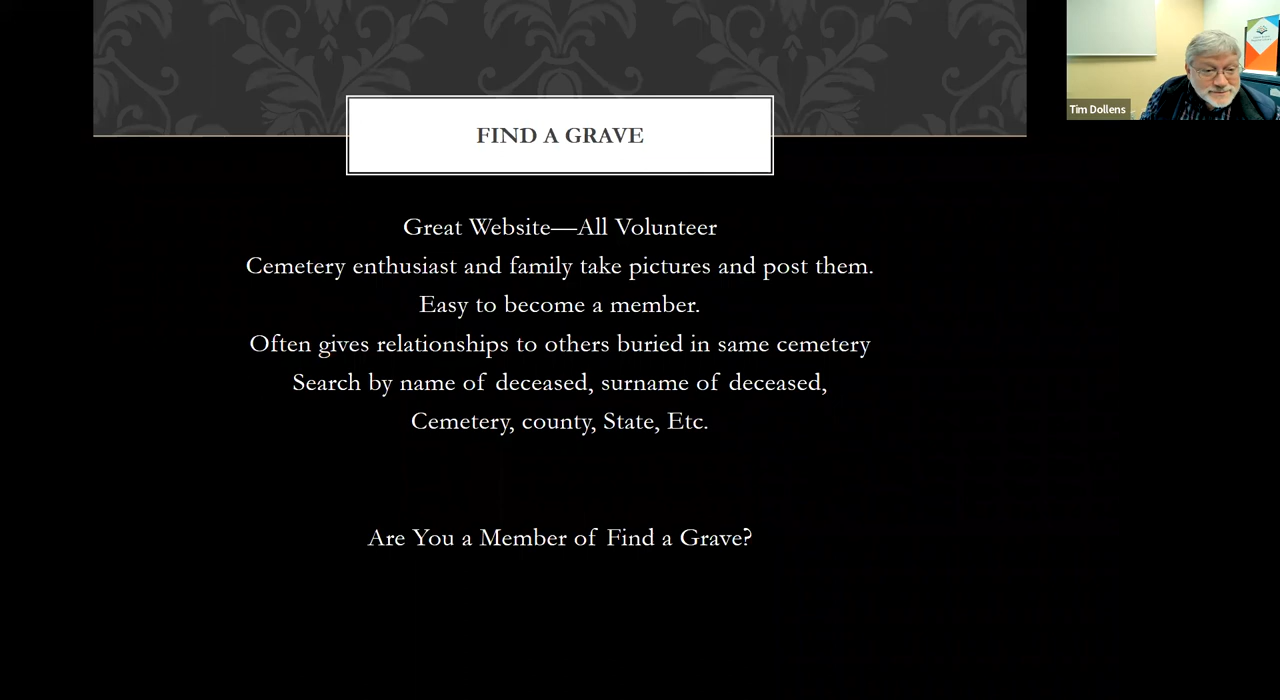 FIND A GRAVE
Great Website—All Volunteer
Cemetery enthusiast and family take pictures and post them.
Easy to become a member.
Often gives relationships to others buried in same cemetery
Search by name of deceased, surname of deceased,
Cemetery, county, State, Etc.
Are You a Member of Find a Grave?
Tim Dollens